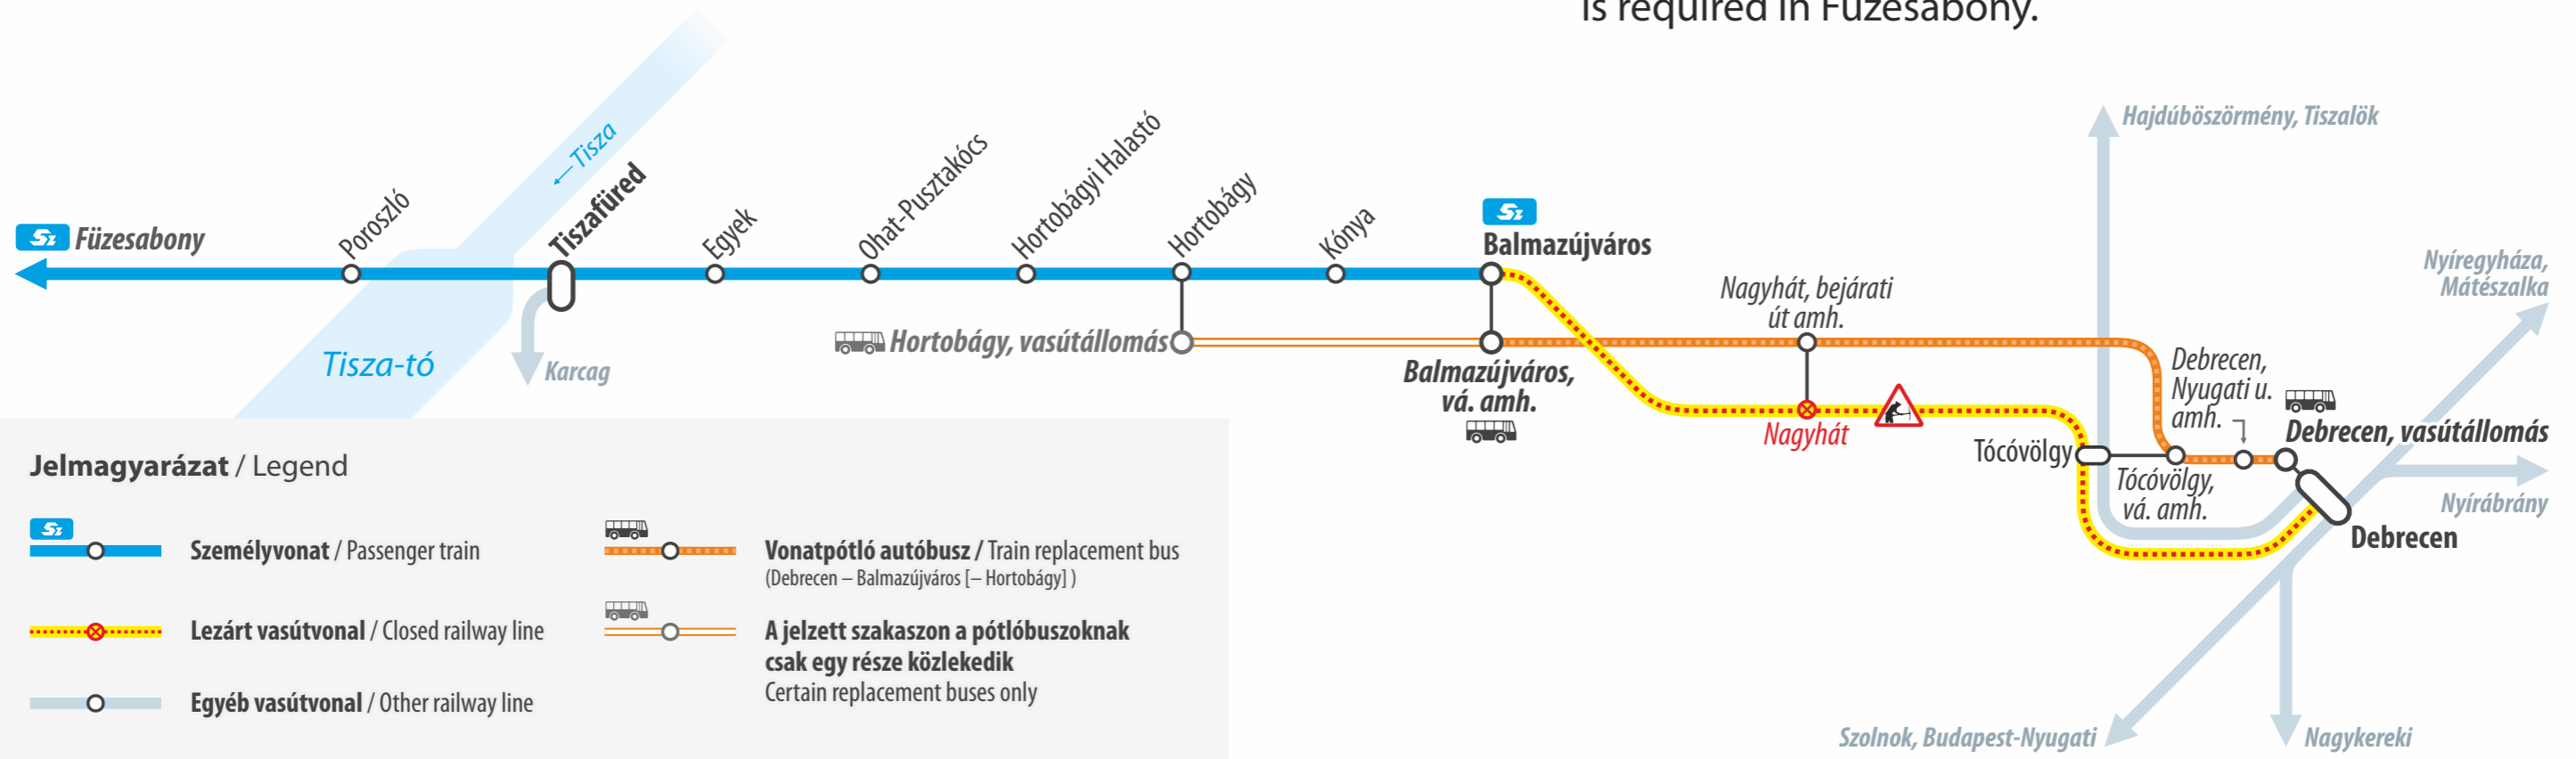 is required in Füzesabony.
Hajdúböszörmény, Tiszalök
← Tisza
Sz Füzesabony
Poroszló
Tiszafüred
Egyek
Ohat-Pusztakócs
Hortobágyi Halastó
Hortobágy
Kónya
Sz
Balmazújváros
Nyíregyháza,
Mátészalka
Nagyhát, bejárati
út amh.
Tisza-tó
Karcag
Hortobágy, vasútállomás
Balmazújváros,
vá. amh.
Nagyhát
Debrecen,
Nyugati u.
amh.
Debrecen, vasútállomás
Tócóvölgy
Tócóvölgy,
vá. amh.
Nyírábrány
Debrecen
Szolnok, Budapest-Nyugati
Nagykereki
Jelmagyarázat / Legend
Sz
Személyvonat / Passenger train
Lezárt vasútvonal / Closed railway line
Egyéb vasútvonal / Other railway line
Vonatpótló autóbusz / Train replacement bus
(Debrecen – Balmazújváros [– Hortobágy] )
A jelzett szakaszon a pótlóbuszoknak
csak egy része közlekedik
Certain replacement buses only